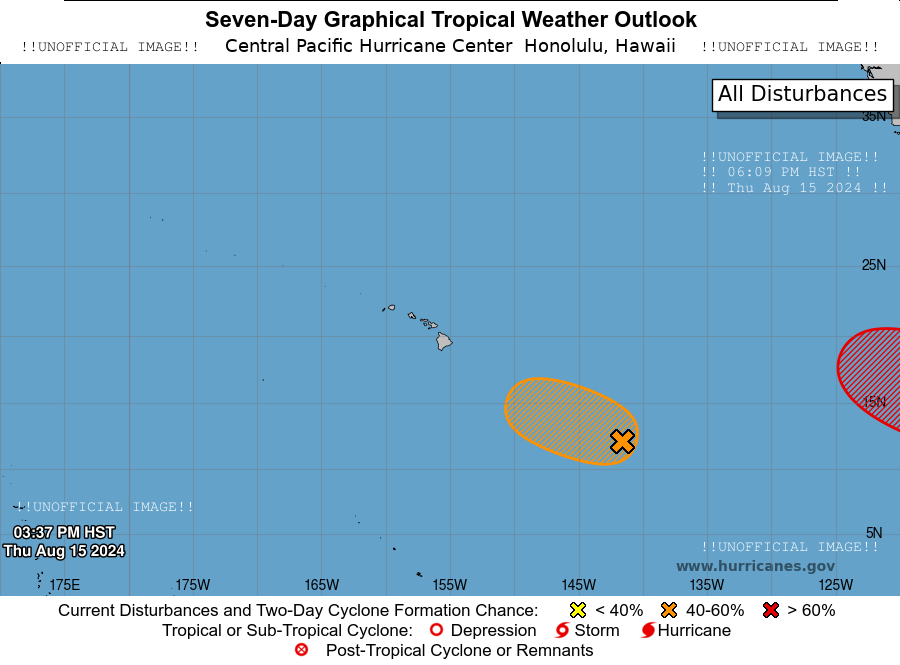 Seven-Day Graphical Tropical Weather Outlook
!!UNOFFICIAL IMAGE!! Central Pacific Hurricane Center Honolulu, Hawaii !!UNOFFICIAL IMAGE!!
All Disturbances
35N
!!UNOFFICIAL IMAGE!!
!! 06:09 PM HST !!
!! Thu Aug 15 2024 !!
25N
15N
!!UNOFFICIAL IMAGE!!
03:37 PM HST
Thu Aug 15 2024
5N
!!UNOFFICIAL IMAGE!!
www.hurricanes.gov
175E 175W 165W 155W 145W 135W 125W
Current Disturbances and Two-Day Cyclone Formation Chance: < 40% 40-60% > 60%
Tropical or Sub-Tropical Cyclone: Depression Storm Hurricane
Post-Tropical Cyclone or Remnants